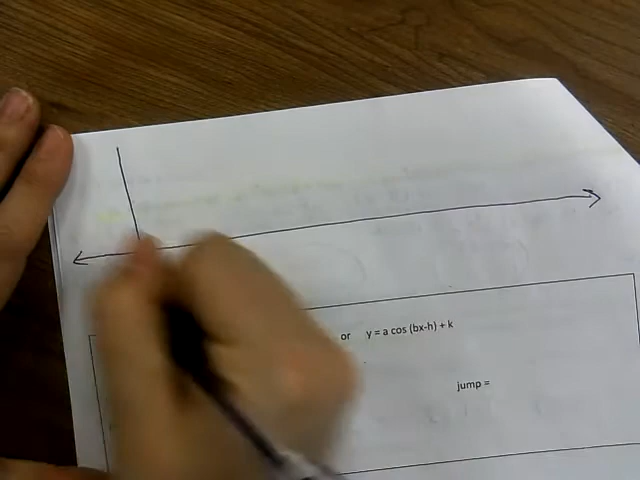 or y = a cos (bx-h) + k
jump =